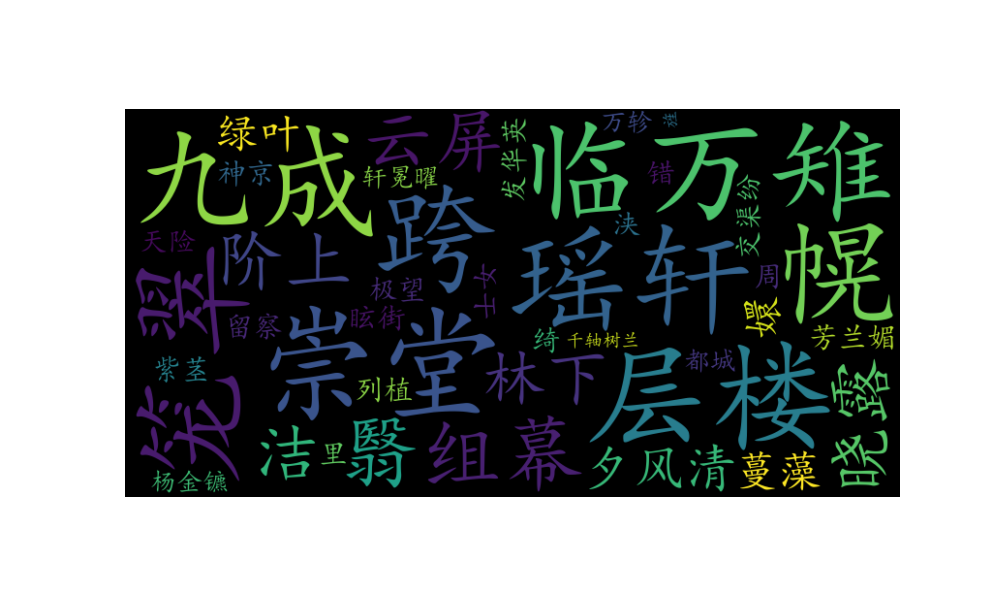 绿叶
云屏
发华英
万轸
九成
神京
轩冕曜
临万雉
错
交渠纷
天险
阶上
跨
浃
瑶轩
周
幌
翠
极望
士女
留察
眩街
嬛
崇堂
绮
千轴树兰
芳兰媚
紫茎
列植
林下
层楼
都城
晓露
笼
洁
里
翳
组幕
夕风清
蔓藻
杨金镳